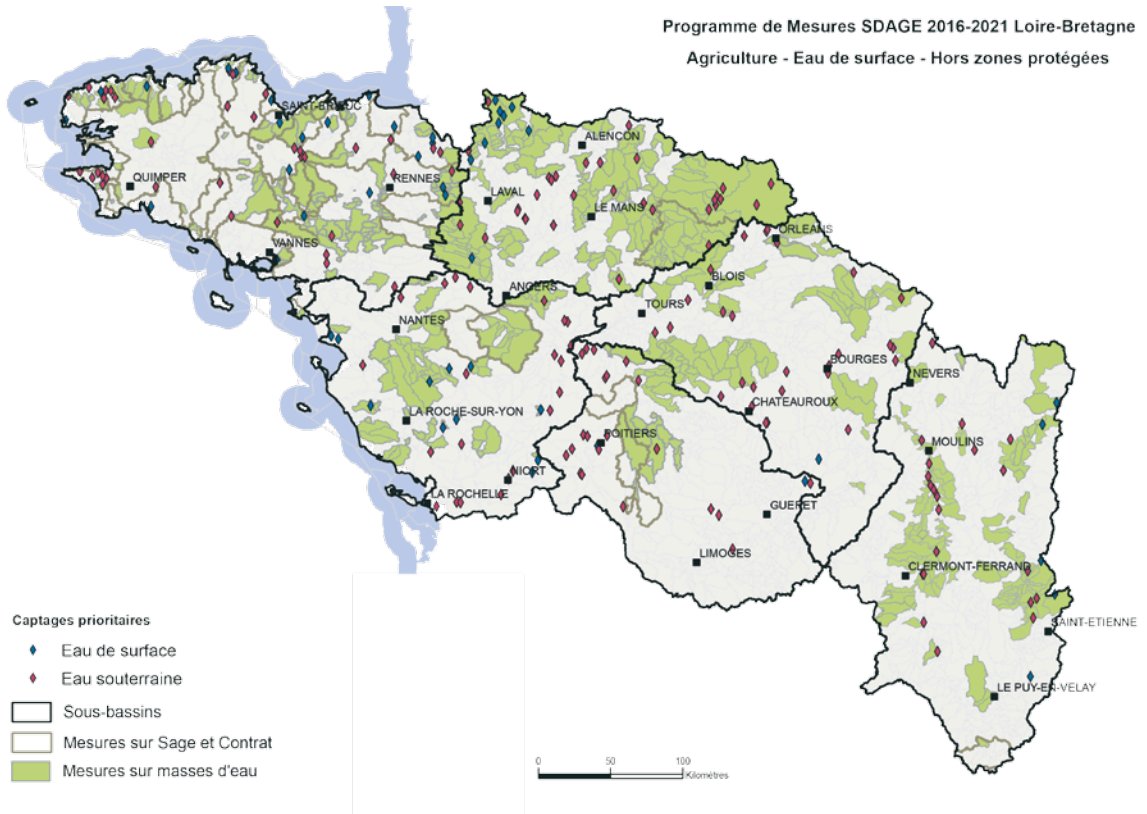 Programme de Mesures SDAGE 2016-2021 Loire-Bretagne
Agriculture - Eau de surface - Hors zones protégées
SAINT-BRIEUC
ALENÇON
QUIMPER
RENNES
LAVAL
LE MANS
ORLEANS
VANNES
BLOIS
ANGERS
TOURS
NANTES
BOURGES
NEVERS
CHATEAUROUX
LA ROCHE-SUR-YON
POITIERS
MOULINS
NIORT
LA ROCHELLE
GUERET
LIMOGES
CLERMONT-FERRAND
SAINT-ETIENNE
LE PUY-EN-VELAY
Captages prioritaires
Eau de surface
Eau souterraine
Sous-bassins
Mesures sur Sage et Contrat
Mesures sur masses d'eau
0 50 100
Kilomètres